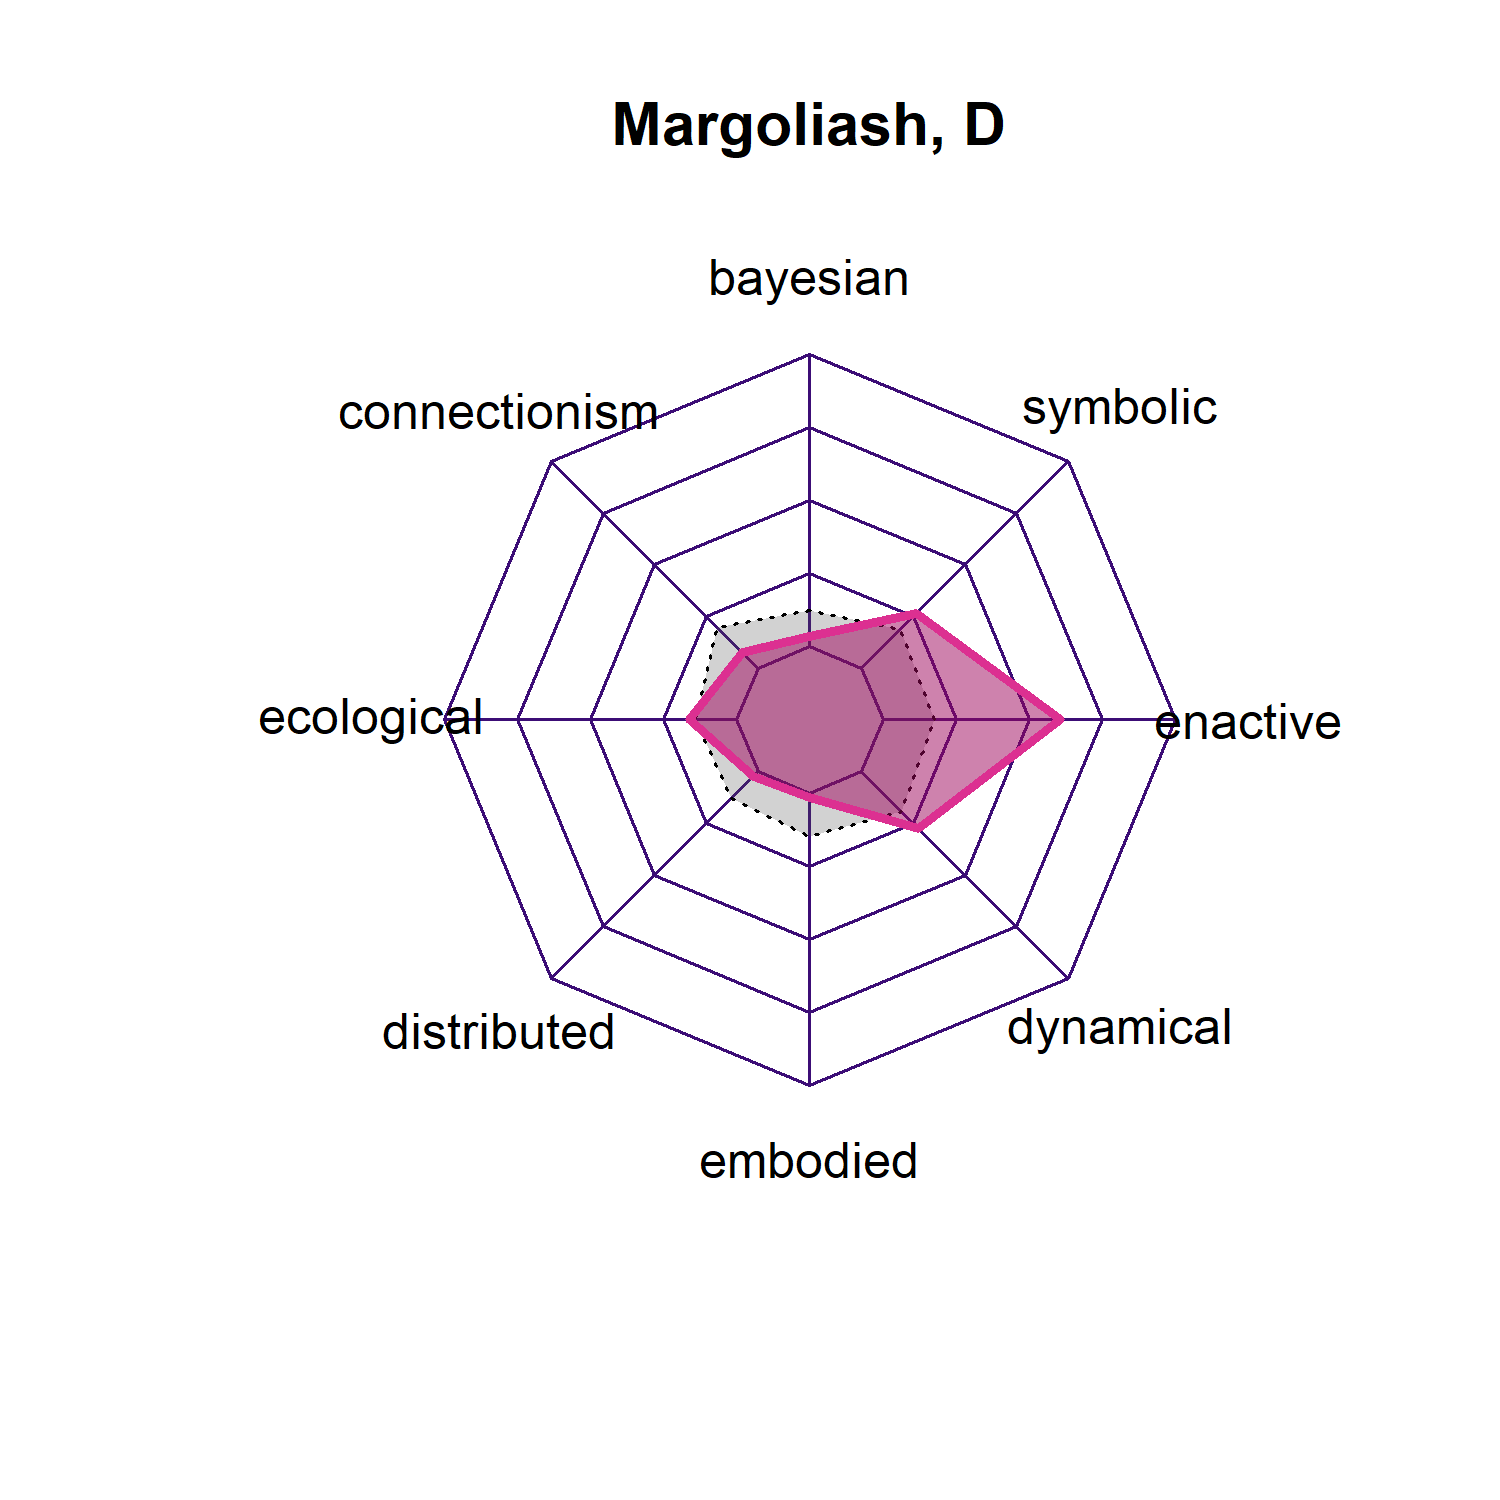 Margoliash, D
bayesian
symbolic
connectionism
ecological
enactive
distributed
dynamical
embodied